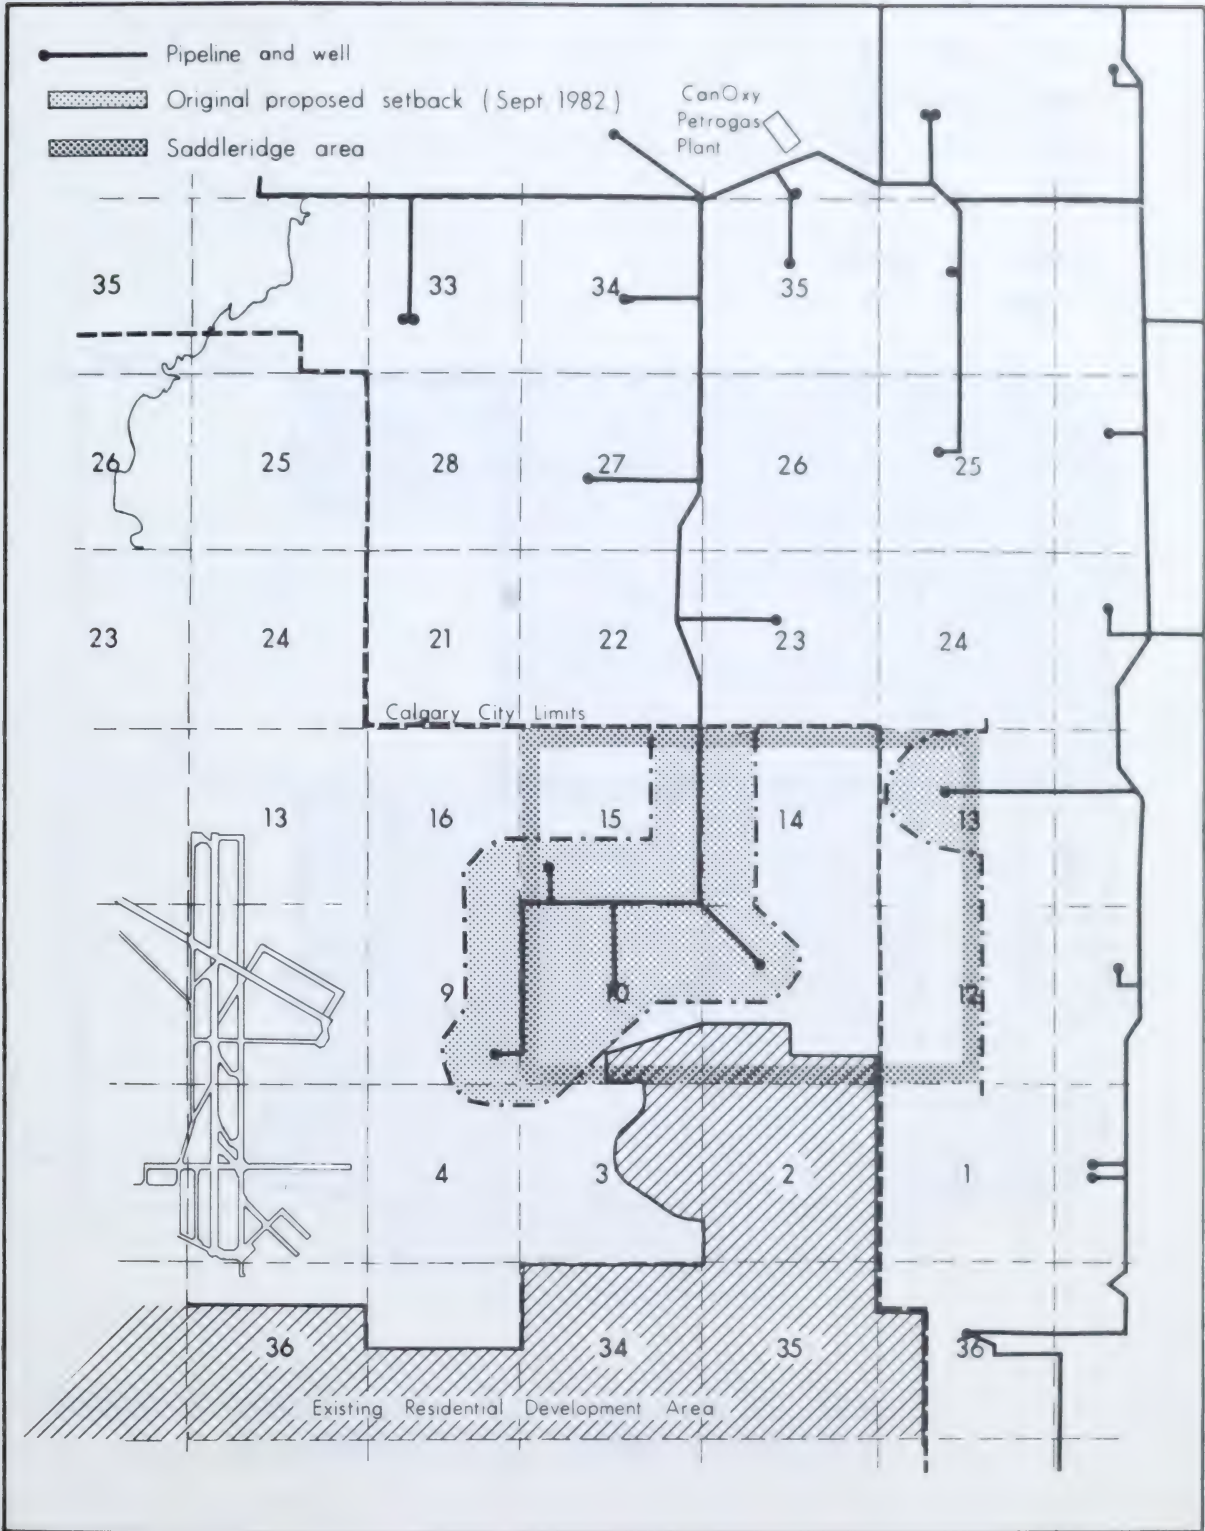 Pipeline and well
Original proposed setback (Sept. 1982)
Saddleridge area
CanOxy
Petrogas
Plant
35 33 34 35
26 25 28 27 26 25
23 24 21 22 23 24
Calgary City Limits
13 16 15 14 13
9 10 12
4 3 2 1
36 34 35 36
Existing Residential Development Area